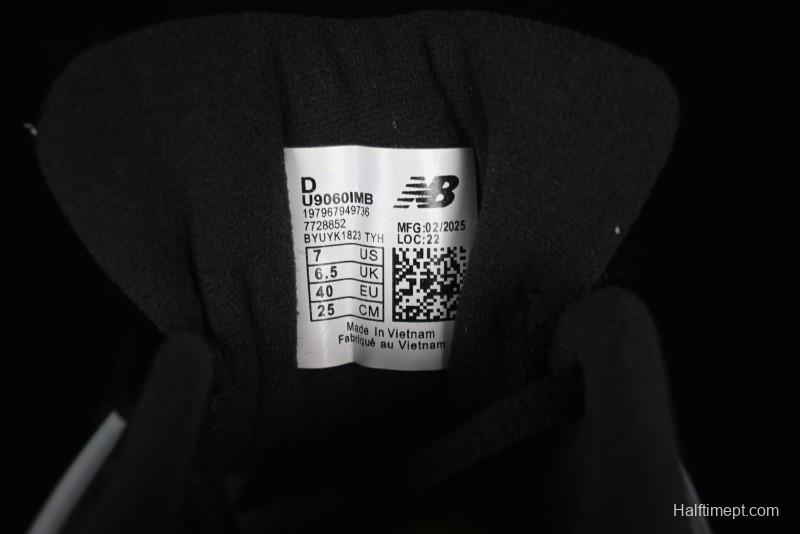 D
U9060IMB
197967949736
7728852
BYUYK1823 TYH
NB
MFG:02/2025
LOC:22
7 US
6.5 UK
40 EU
25 CM
Made In Vietnam
Fabriqué au Vietnam
Halftimept.com